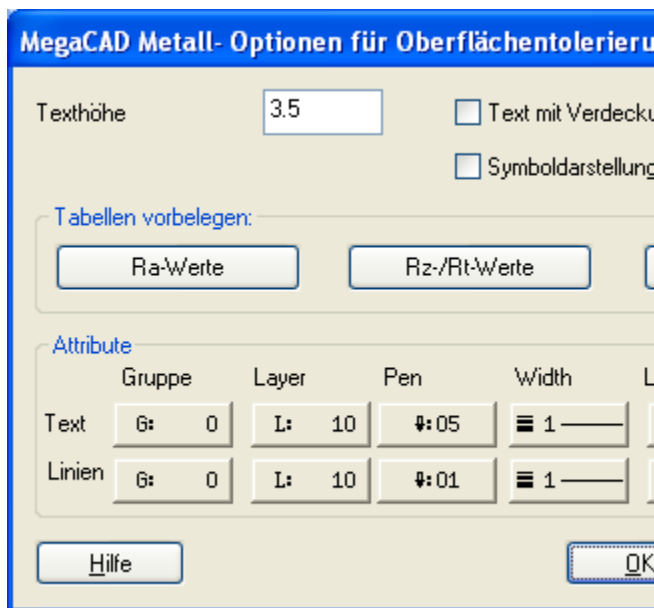 MegaCAD Metall- Optionen für Oberflächentolerieru
Texthöhe 3.5 Text mit Verdecku
Symboldarstellung
Tabellen vorbelegen:
Ra-Werte Rz-/Rt-Werte
Attribute
Gruppe Layer Pen Width L
Text G: 0 L: 10 :05 1
Linien G: 0 L: 10 :01 1
Hilfe OK